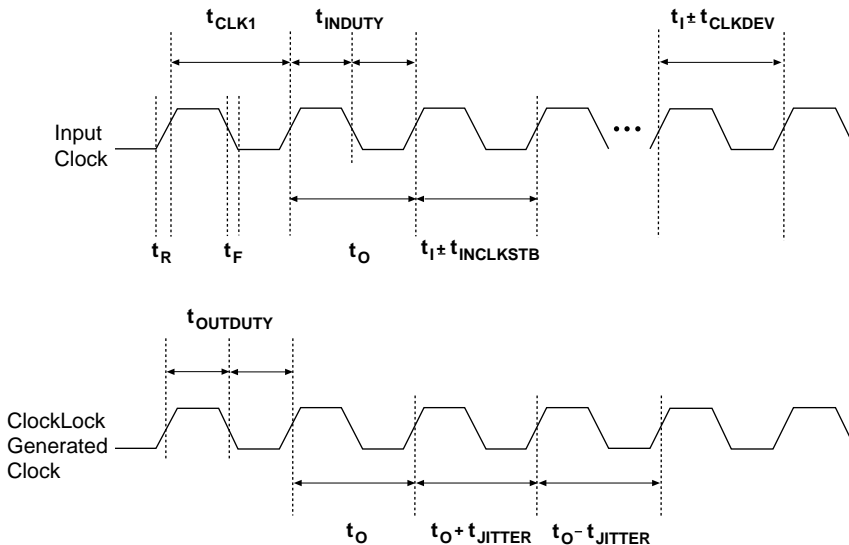 tCLK1 tINDUTY tI± tCLKDEV
Input
Clock
tR tF tO tI± tINCLKSTB
tOUTDUTY
ClockLock
Generated
Clock
tO tO+ tJITTER tO− tJITTER